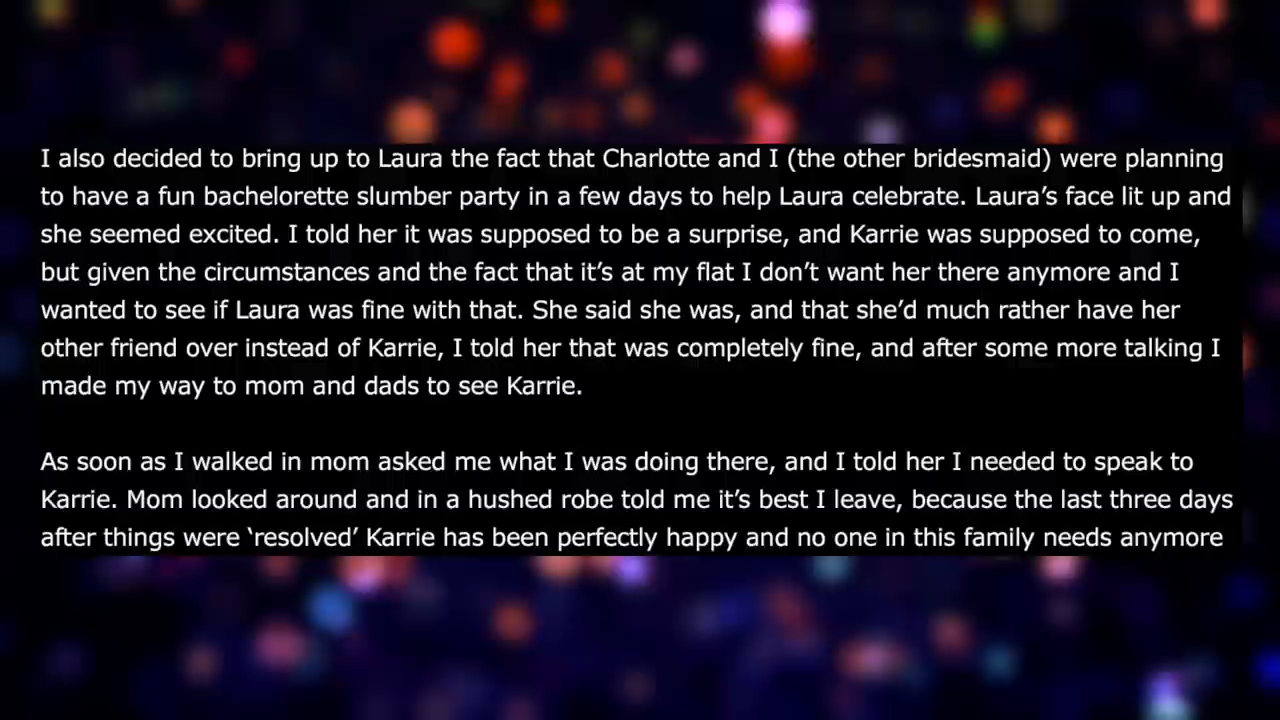 I also decided to bring up to Laura the fact that Charlotte and I (the other bridesmaid) were planning
to have a fun bachelorette slumber party in a few days to help Laura celebrate. Laura’s face lit up and
she seemed excited. I told her it was supposed to be a surprise, and Karrie was supposed to come,
but given the circumstances and the fact that it’s at my flat I don’t want her there anymore and I
wanted to see if Laura was fine with that. She said she was, and that she’d much rather have her
other friend over instead of Karrie, I told her that was completely fine, and after some more talking I
made my way to mom and dads to see Karrie.
As soon as I walked in mom asked me what I was doing there, and I told her I needed to speak to
Karrie. Mom looked around and in a hushed robe told me it’s best I leave, because the last three days
after things were ‘resolved’ Karrie has been perfectly happy and no one in this family needs anymore